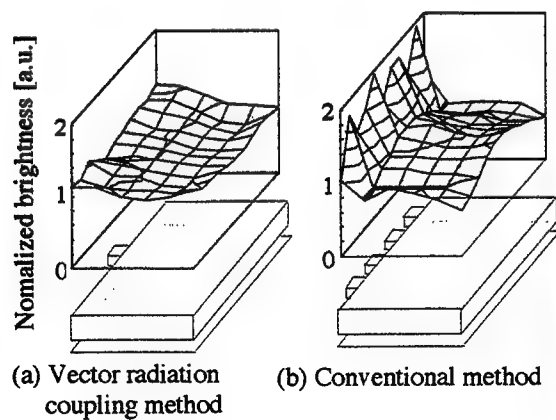 Nomalized brightness [a.u.]
2
1
0
2
1
0
(a) Vector radiation
coupling method
(b) Conventional method